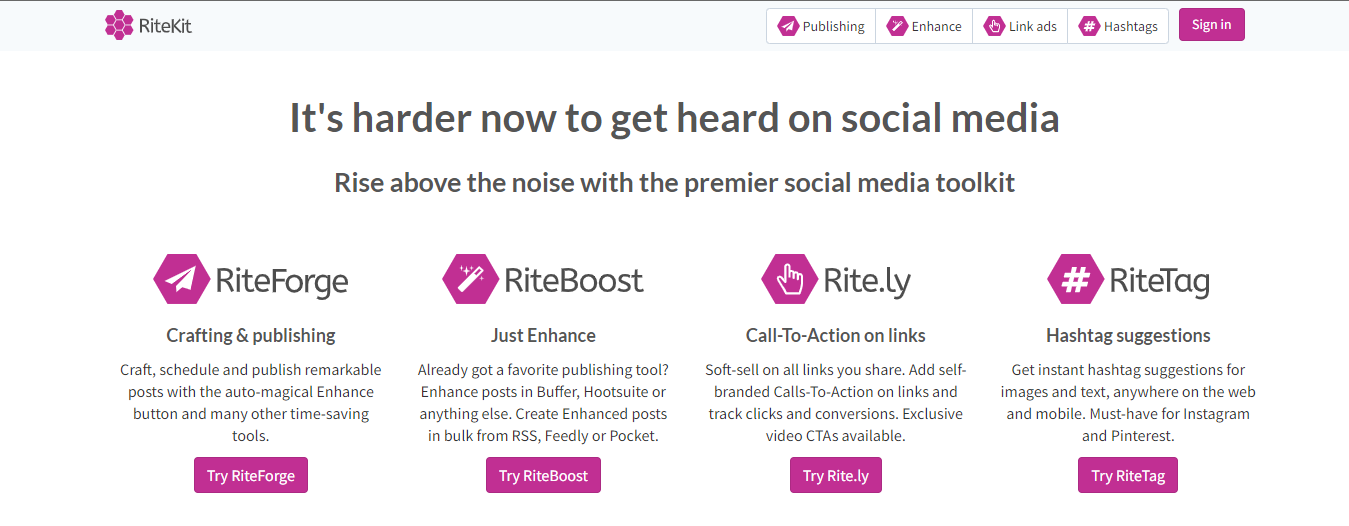 RiteKit
Publishing
Enhance
Link ads
Hashtags
Sign in
It's harder now to get heard on social media
Rise above the noise with the premier social media toolkit
RiteForge
Crafting & publishing
Craft, schedule and publish remarkable
posts with the auto-magical Enhance
button and many other time-saving
tools.
Try RiteForge
RiteBoost
Just Enhance
Already got a favorite publishing tool?
Enhance posts in Buffer, Hootsuite or
anything else. Create Enhanced posts
in bulk from RSS, Feedly or Pocket.
Try RiteBoost
Rite.ly
Call-To-Action on links
Soft-sell on all links you share. Add self-
branded Calls-To-Action on links and
track clicks and conversions. Exclusive
video CTAs available.
Try Rite.ly
RiteTag
Hashtag suggestions
Get instant hashtag suggestions for
images and text, anywhere on the web
and mobile. Must-have for Instagram
and Pinterest.
Try RiteTag